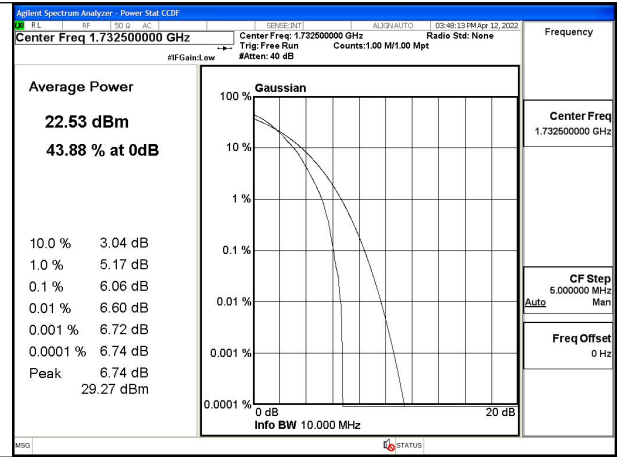 Agilent Spectrum Analyzer - Power Stat CCDF
RL RF 50 Ω AC SENSE:INT ALIGN AUTO 03:48:13 PM Apr 12, 2022
Center Freq 1.732500000 GHz
Center Freq: 1.732500000 GHz Radio Std: None
Trig: Free Run Counts:1.00 M/1.00 Mpt
#IFGain:Low #Atten: 40 dB
Frequency
Average Power
22.53 dBm
43.88 % at 0dB
10.0 % 3.04 dB
1.0 % 5.17 dB
0.1 % 6.06 dB
0.01 % 6.60 dB
0.001 % 6.72 dB
0.0001 % 6.74 dB
Peak 6.74 dB
29.27 dBm
Gaussian
100 %
10 %
1 %
0.1 %
0.01 %
0.001 %
0.0001 %
0 dB 20 dB
Info BW 10.000 MHz
Center Freq
1.732500000 GHz
CF Step
5.000000 MHz
Auto Man
Freq Offset
0 Hz
MSG STATUS